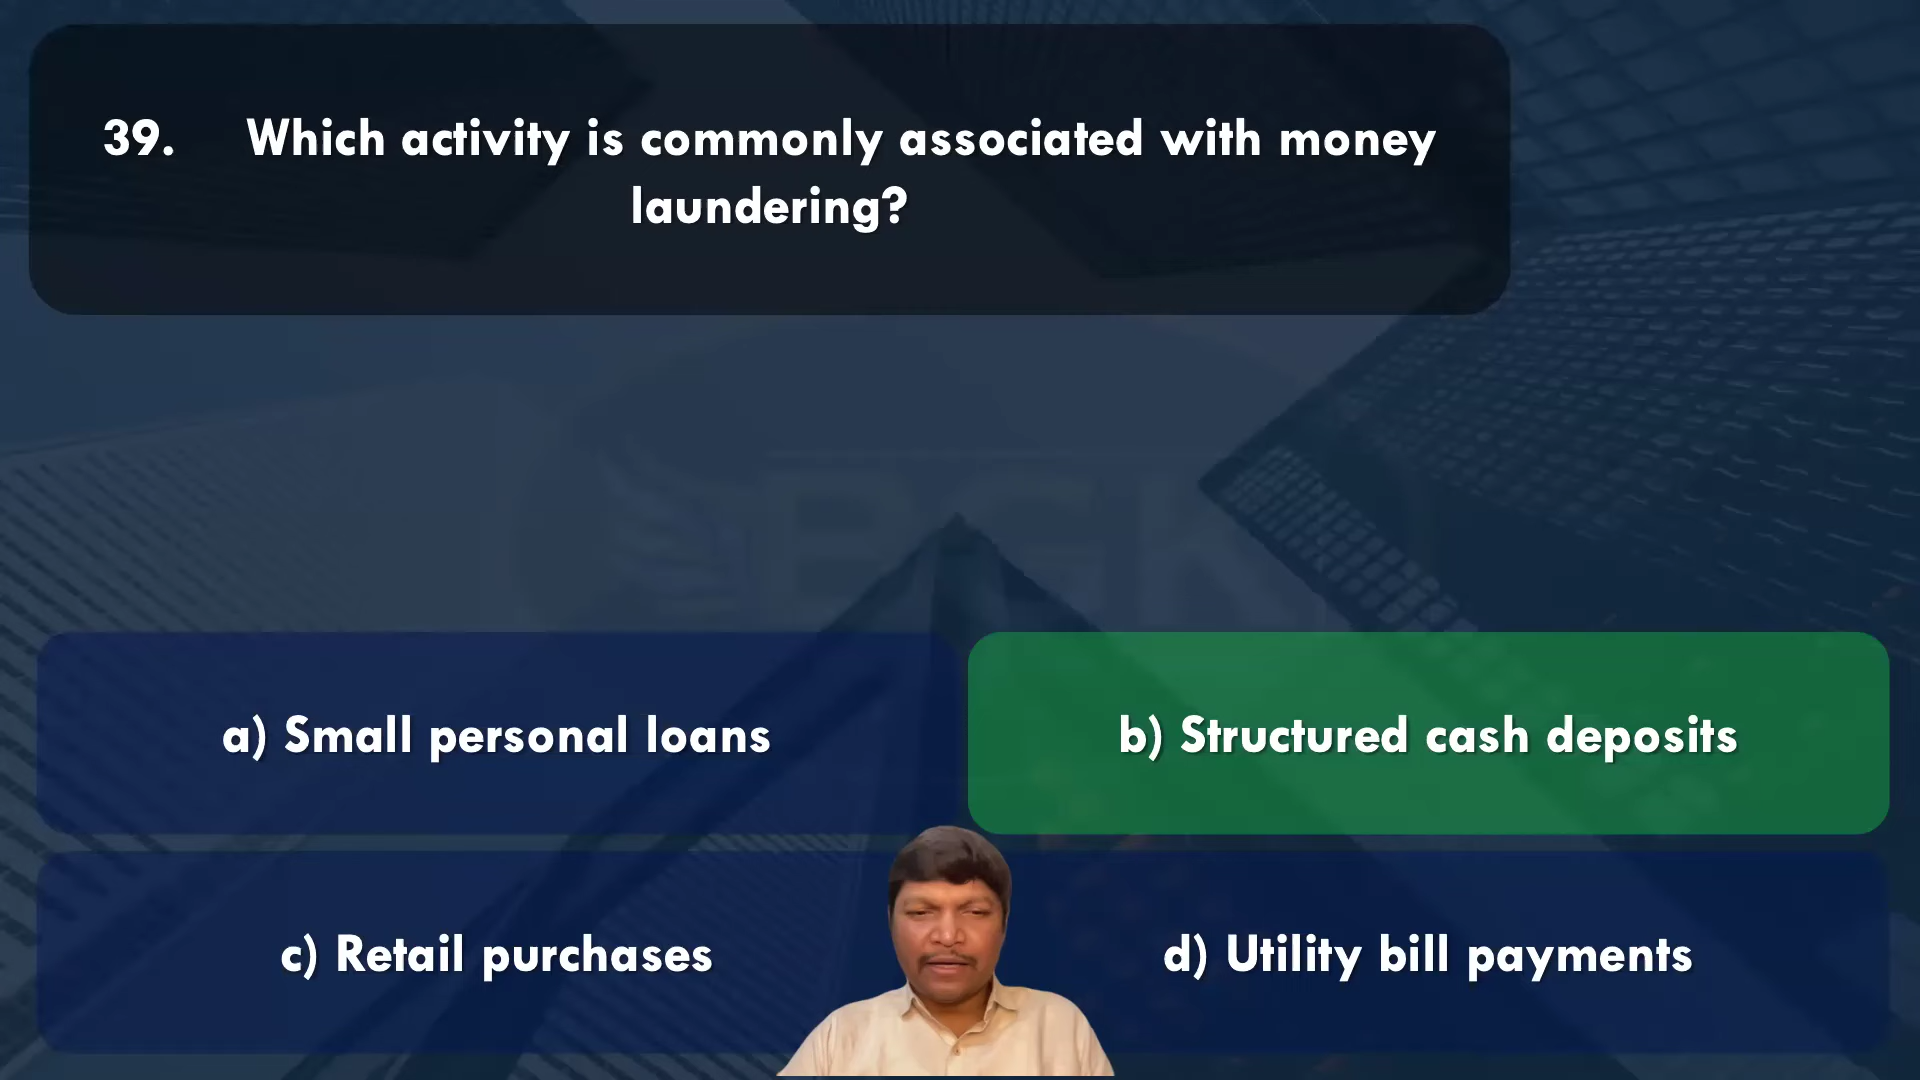 39. Which activity is commonly associated with money
laundering?
a) Small personal loans
b) Structured cash deposits
c) Retail purchases
d) Utility bill payments
BGK